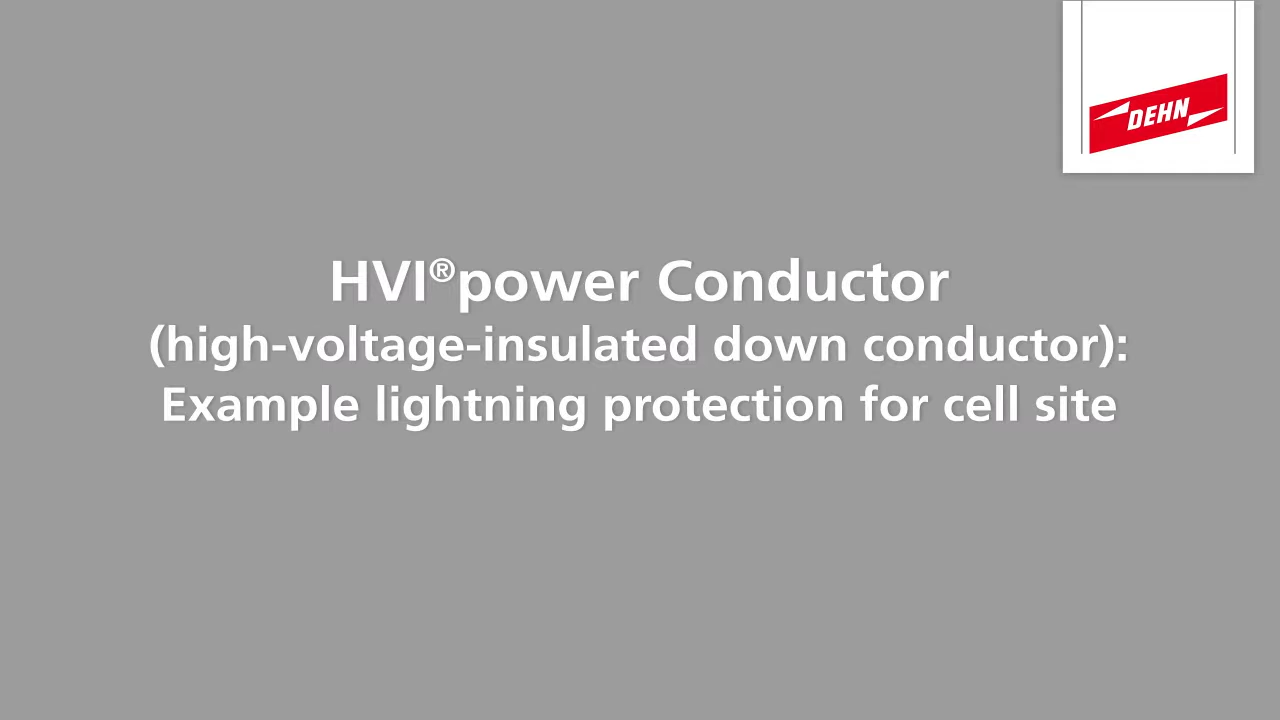 DEHN
HVI®power Conductor
(high-voltage-insulated down conductor):
Example lightning protection for cell site